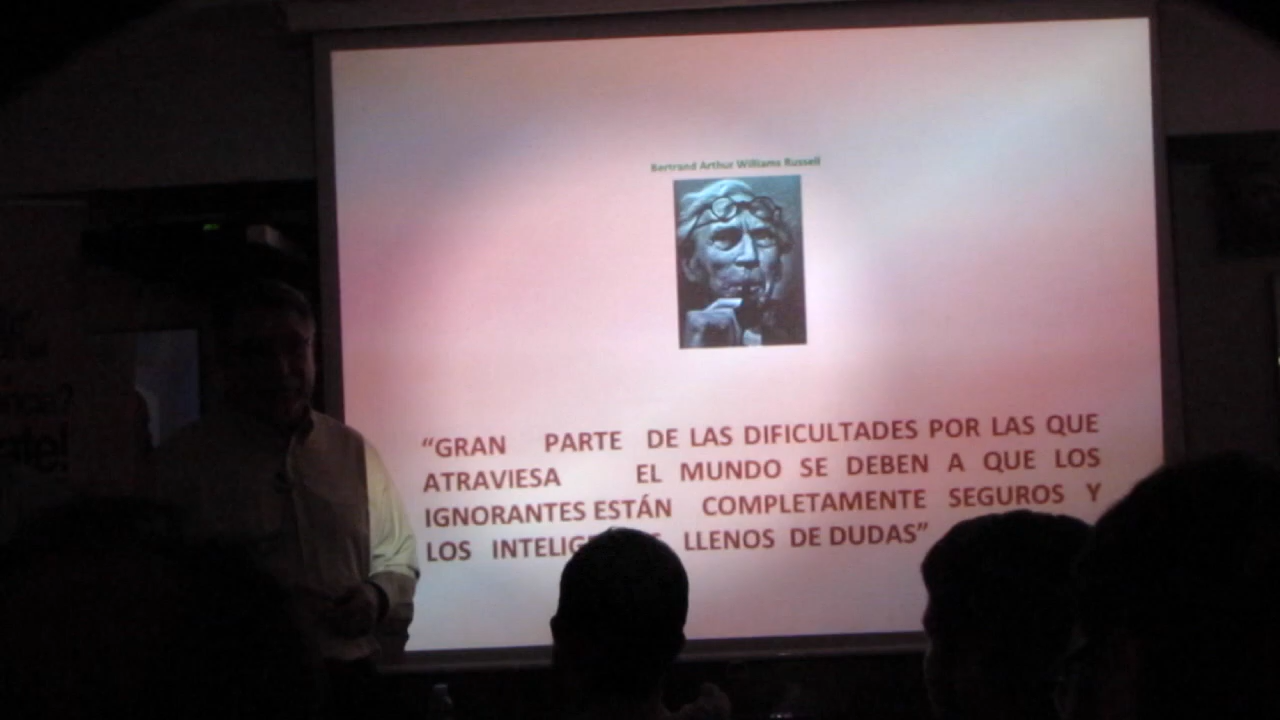 Bertrand Arthur Williams Russell
“GRAN PARTE DE LAS DIFICULTADES POR LAS QUE
ATRAVIESA EL MUNDO SE DEBEN A QUE LOS
IGNORANTES ESTÁN COMPLETAMENTE SEGUROS Y
LOS LLENOS DE DUDAS”